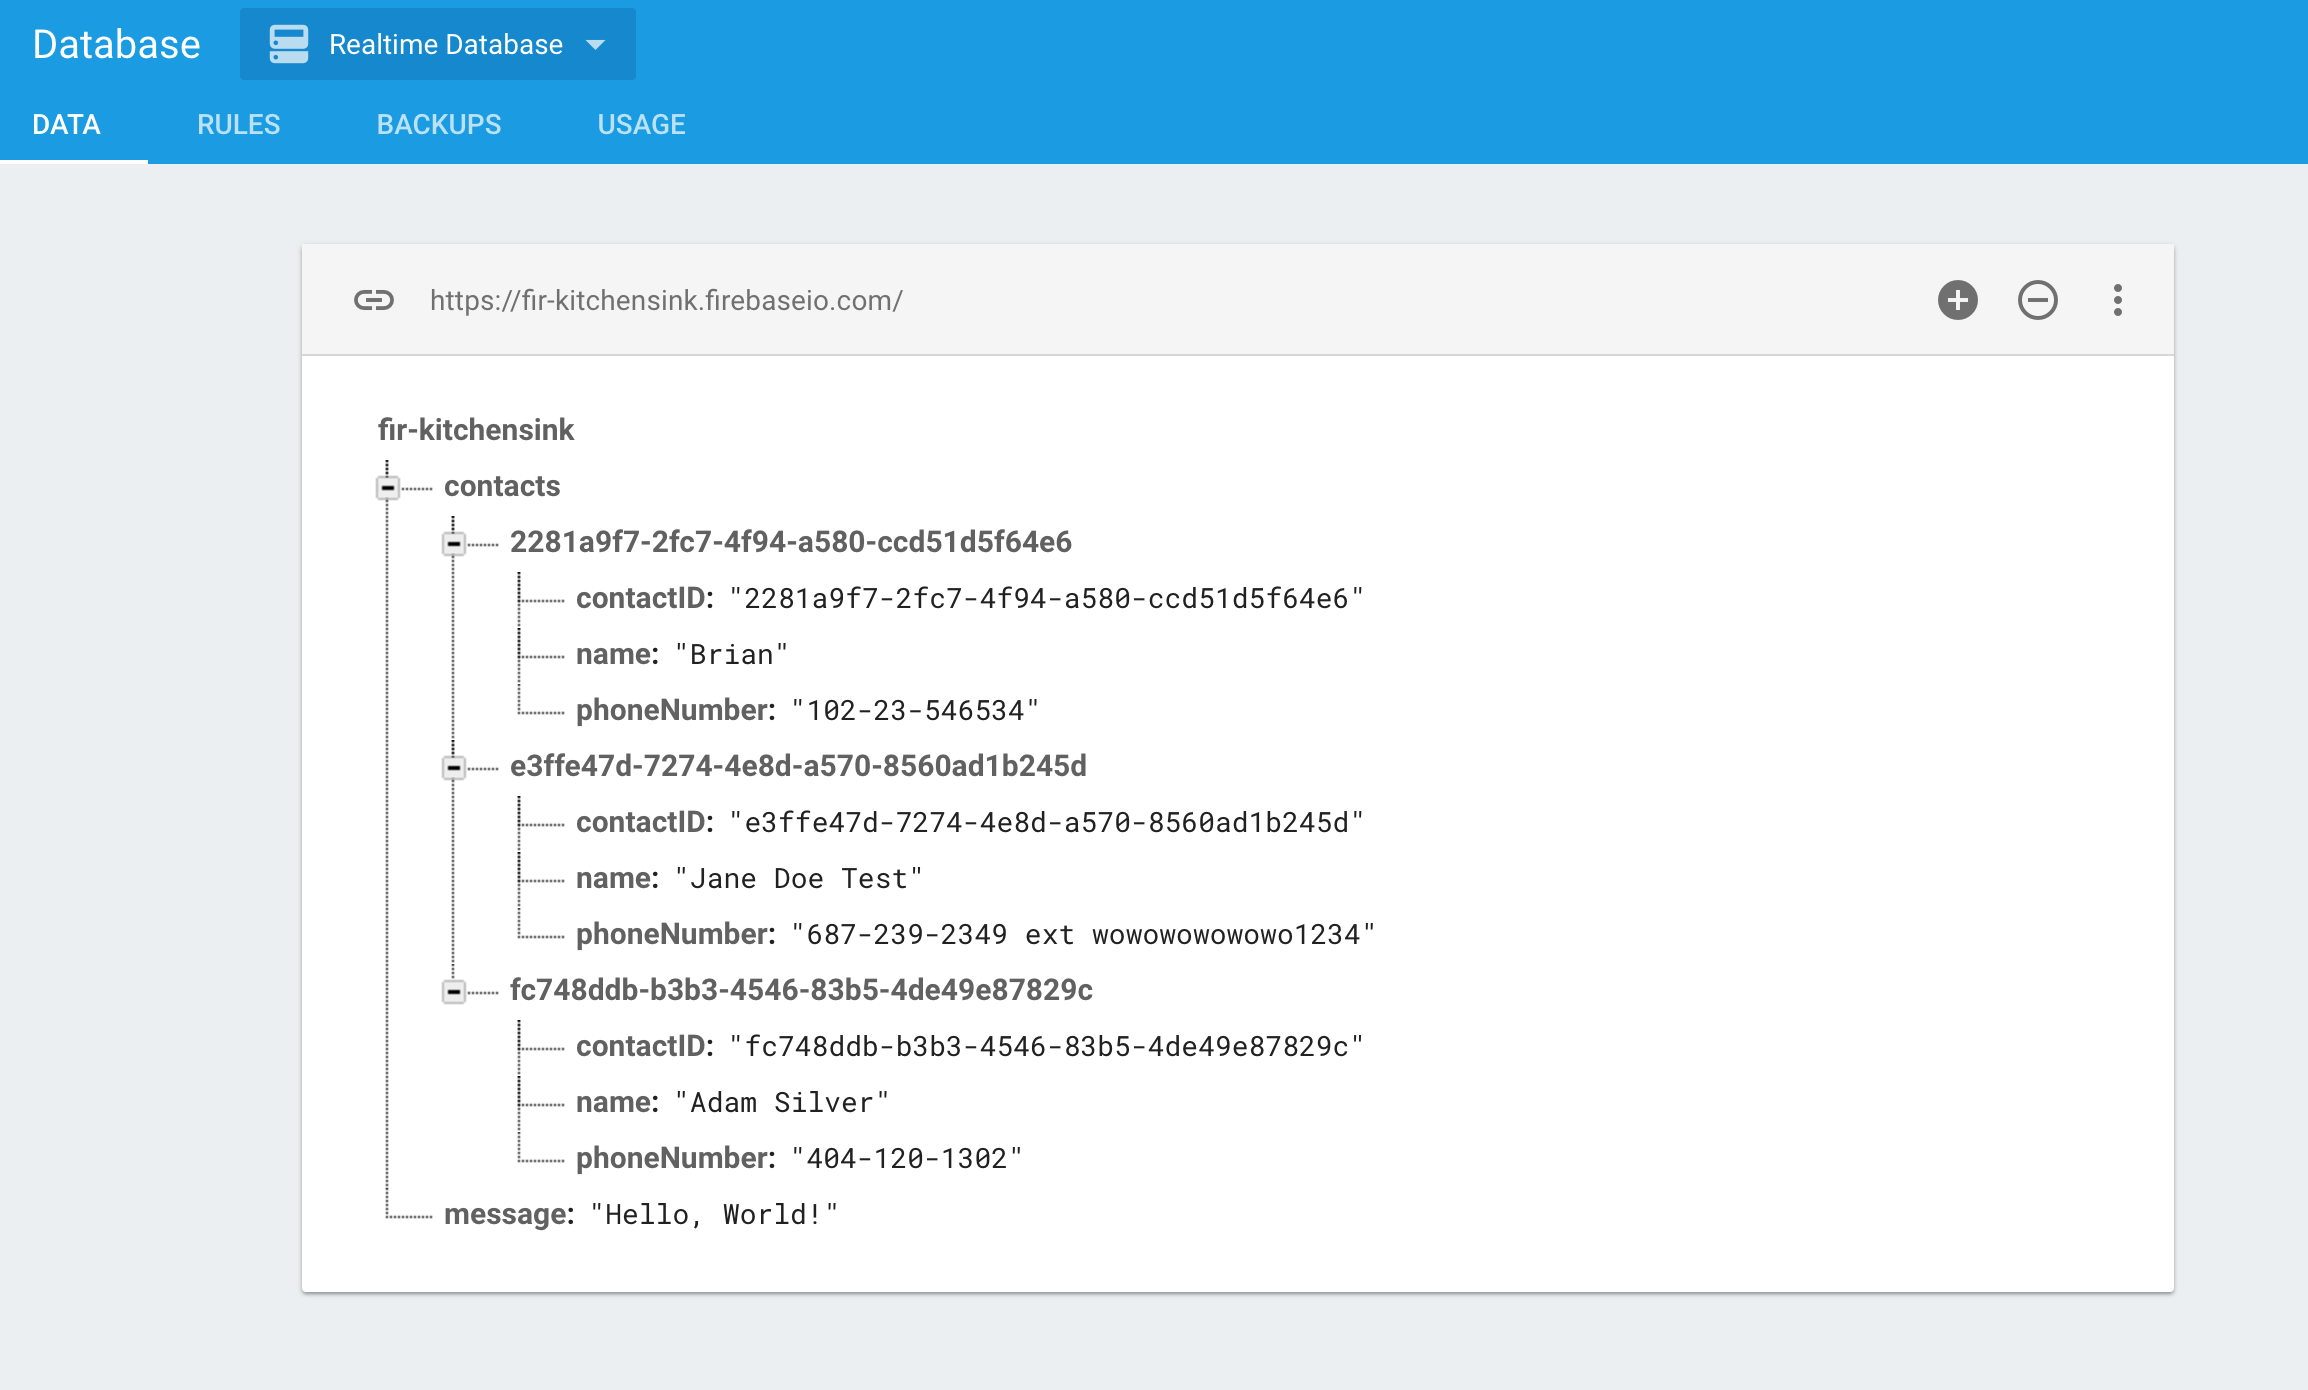 Database Realtime Database
DATA RULES BACKUPS USAGE
https://fir-kitchensink.firebaseio.com/
fir-kitchensink
contacts
2281a9f7-2fc7-4f94-a580-ccd51d5f64e6
contactID: "2281a9f7-2fc7-4f94-a580-ccd51d5f64e6"
name: "Brian"
phoneNumber: "102-23-546534"
e3ffe47d-7274-4e8d-a570-8560ad1b245d
contactID: "e3ffe47d-7274-4e8d-a570-8560ad1b245d"
name: "Jane Doe Test"
phoneNumber: "687-239-2349 ext wowowowowowo1234"
fc748ddb-b3b3-4546-83b5-4de49e87829c
contactID: "fc748ddb-b3b3-4546-83b5-4de49e87829c"
name: "Adam Silver"
phoneNumber: "404-120-1302"
message: "Hello, World!"